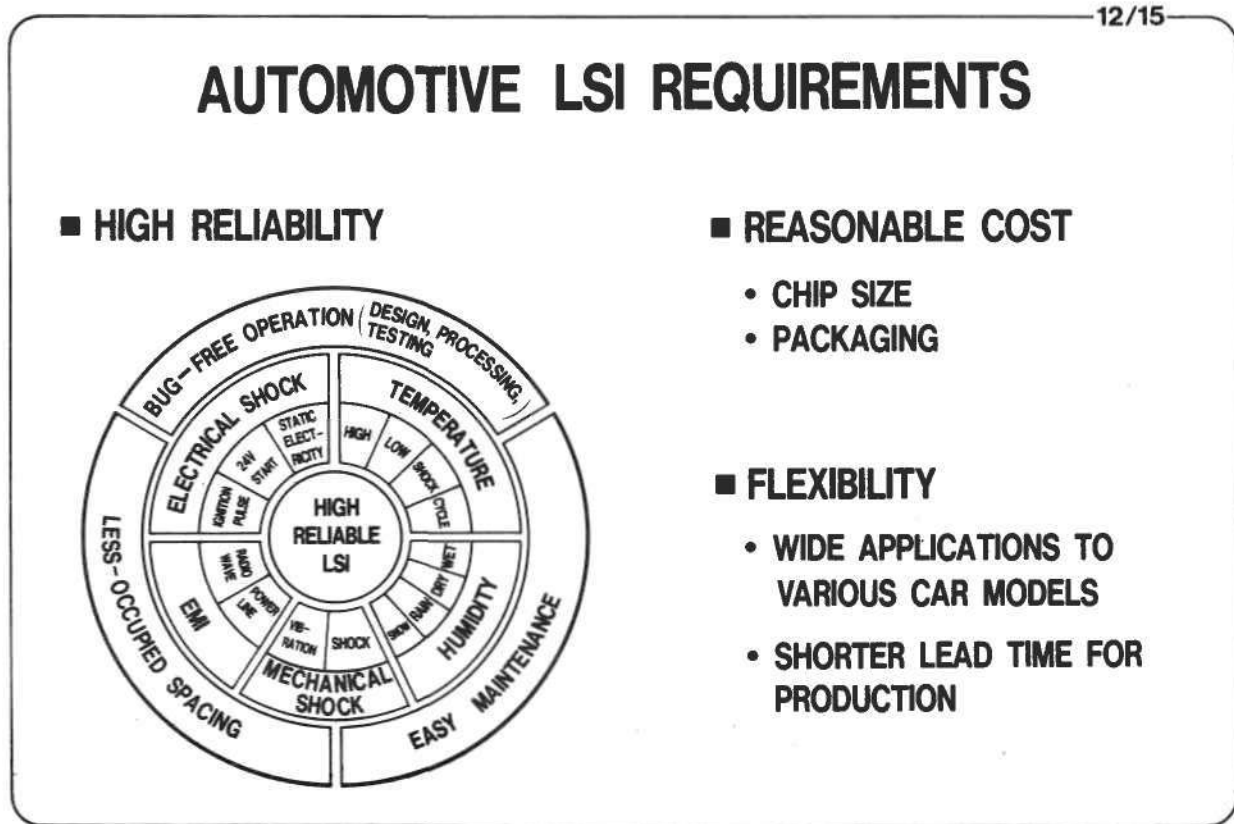 12/15
AUTOMOTIVE LSI REQUIREMENTS
■ HIGH RELIABILITY
BUG-FREE OPERATION (DESIGN, PROCESSING,
TESTING)
ELECTRICAL SHOCK
IGNITION
PULSE
24V
START
STATIC
ELECT-
RICITY
TEMPERATURE
HIGH
LOW
SHOCK
CYCLE
HUMIDITY
WET
DRY
RAIN
SNOW
MECHANICAL
SHOCK
SHOCK
VIB-
RATION
EMI
POWER
LINE
RADIO
WAVE
HIGH
RELIABLE
LSI
LESS-OCCUPIED SPACING
EASY MAINTENANCE
■ REASONABLE COST
• CHIP SIZE
• PACKAGING
■ FLEXIBILITY
• WIDE APPLICATIONS TO
VARIOUS CAR MODELS
• SHORTER LEAD TIME FOR
PRODUCTION